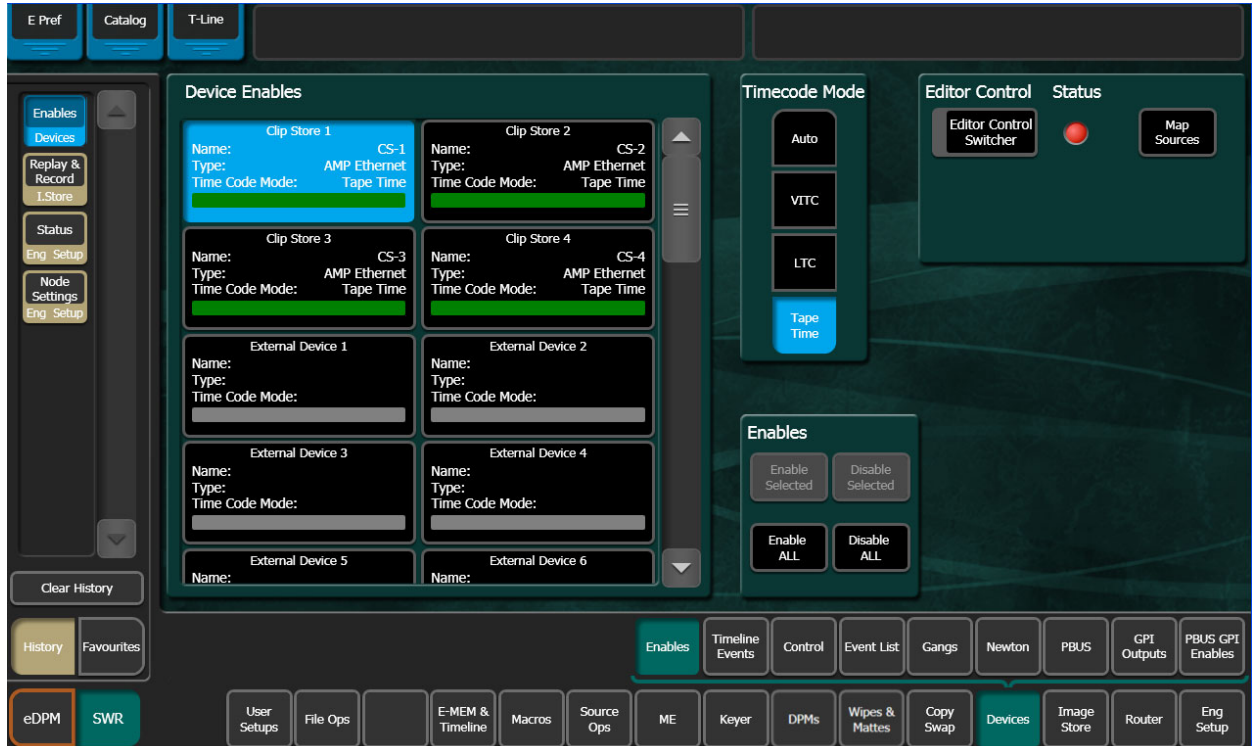 E Pref
Catalog
T-Line
Enables
Devices
Replay &
Record
I.Store
Status
Eng Setup
Node
Settings
Eng Setup
Clear History
History
Favourites
Device Enables
Clip Store 1
Name: CS-1
Type: AMP Ethernet
Time Code Mode: Tape Time
Clip Store 2
Name: CS-2
Type: AMP Ethernet
Time Code Mode: Tape Time
Clip Store 3
Name: CS-3
Type: AMP Ethernet
Time Code Mode: Tape Time
Clip Store 4
Name: CS-4
Type: AMP Ethernet
Time Code Mode: Tape Time
External Device 1
Name:
Type:
Time Code Mode:
External Device 2
Name:
Type:
Time Code Mode:
External Device 3
Name:
Type:
Time Code Mode:
External Device 4
Name:
Type:
Time Code Mode:
External Device 5
Name:
External Device 6
Name:
Timecode Mode
Auto
VITC
LTC
Tape
Time
Editor Control
Status
Editor Control
Switcher
Map
Sources
Enables
Enable
Selected
Disable
Selected
Enable
ALL
Disable
ALL
Enables
Timeline
Events
Control
Event List
Gangs
Newton
PBUS
GPI
Outputs
PBUS GPI
Enables
eDPM
SWR
User
Setups
File Ops
E-MEM &
Timeline
Macros
Source
Ops
ME
Keyer
DPMs
Wipes &
Mattes
Copy
Swap
Devices
Image
Store
Router
Eng
Setup